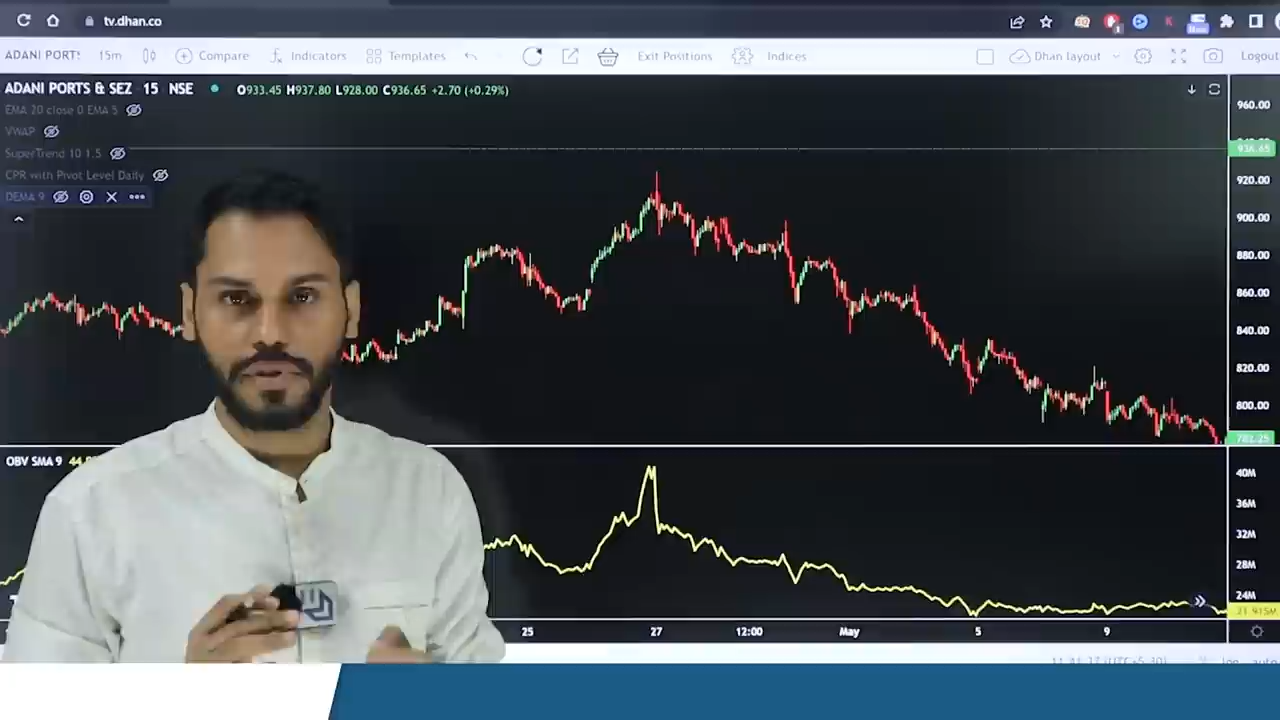 tv.dhan.co
ADANI PORT: 15m Compare Indicators Templates Exit Positions Indices Dhan layout Logout
ADANI PORTS & SEZ 15 NSE O933.45 H937.80 L928.00 C936.65 +2.70 (+0.29%)
EMA 20 close 0 EMA 5
VWAP
SuperTrend 10 1.5
CPR with Pivot Level Daily
DEMA 9
960.00
936.65
920.00
900.00
880.00
860.00
840.00
820.00
800.00
782.25
OBV SMA 9
40M
36M
32M
28M
24M
21.915M
25 27 12:00 May 5 9